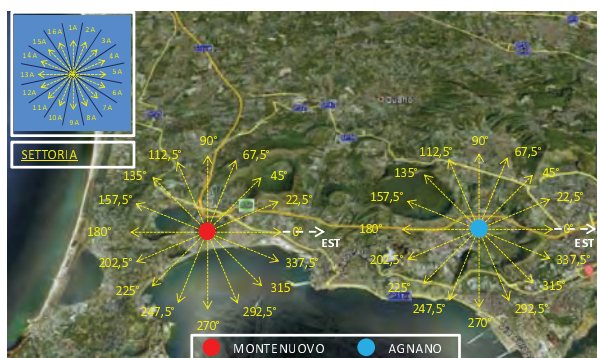 1A
2A
3A
4A
5A
6A
7A
8A
9A
10A
11A
12A
13A
14A
15A
16A
SETTORIA
90°
67,5°
45°
22,5°
0°
EST
337,5°
315
292,5°
270°
247,5°
225°
202,5°
180°
157,5°
135°
112,5°
90°
67,5°
45°
22,5°
0°
EST
337,5°
315°
292,5°
270°
247,5°
225°
202,5°
180°
157,5°
135°
112,5°
MONTENUOVO
AGNANO